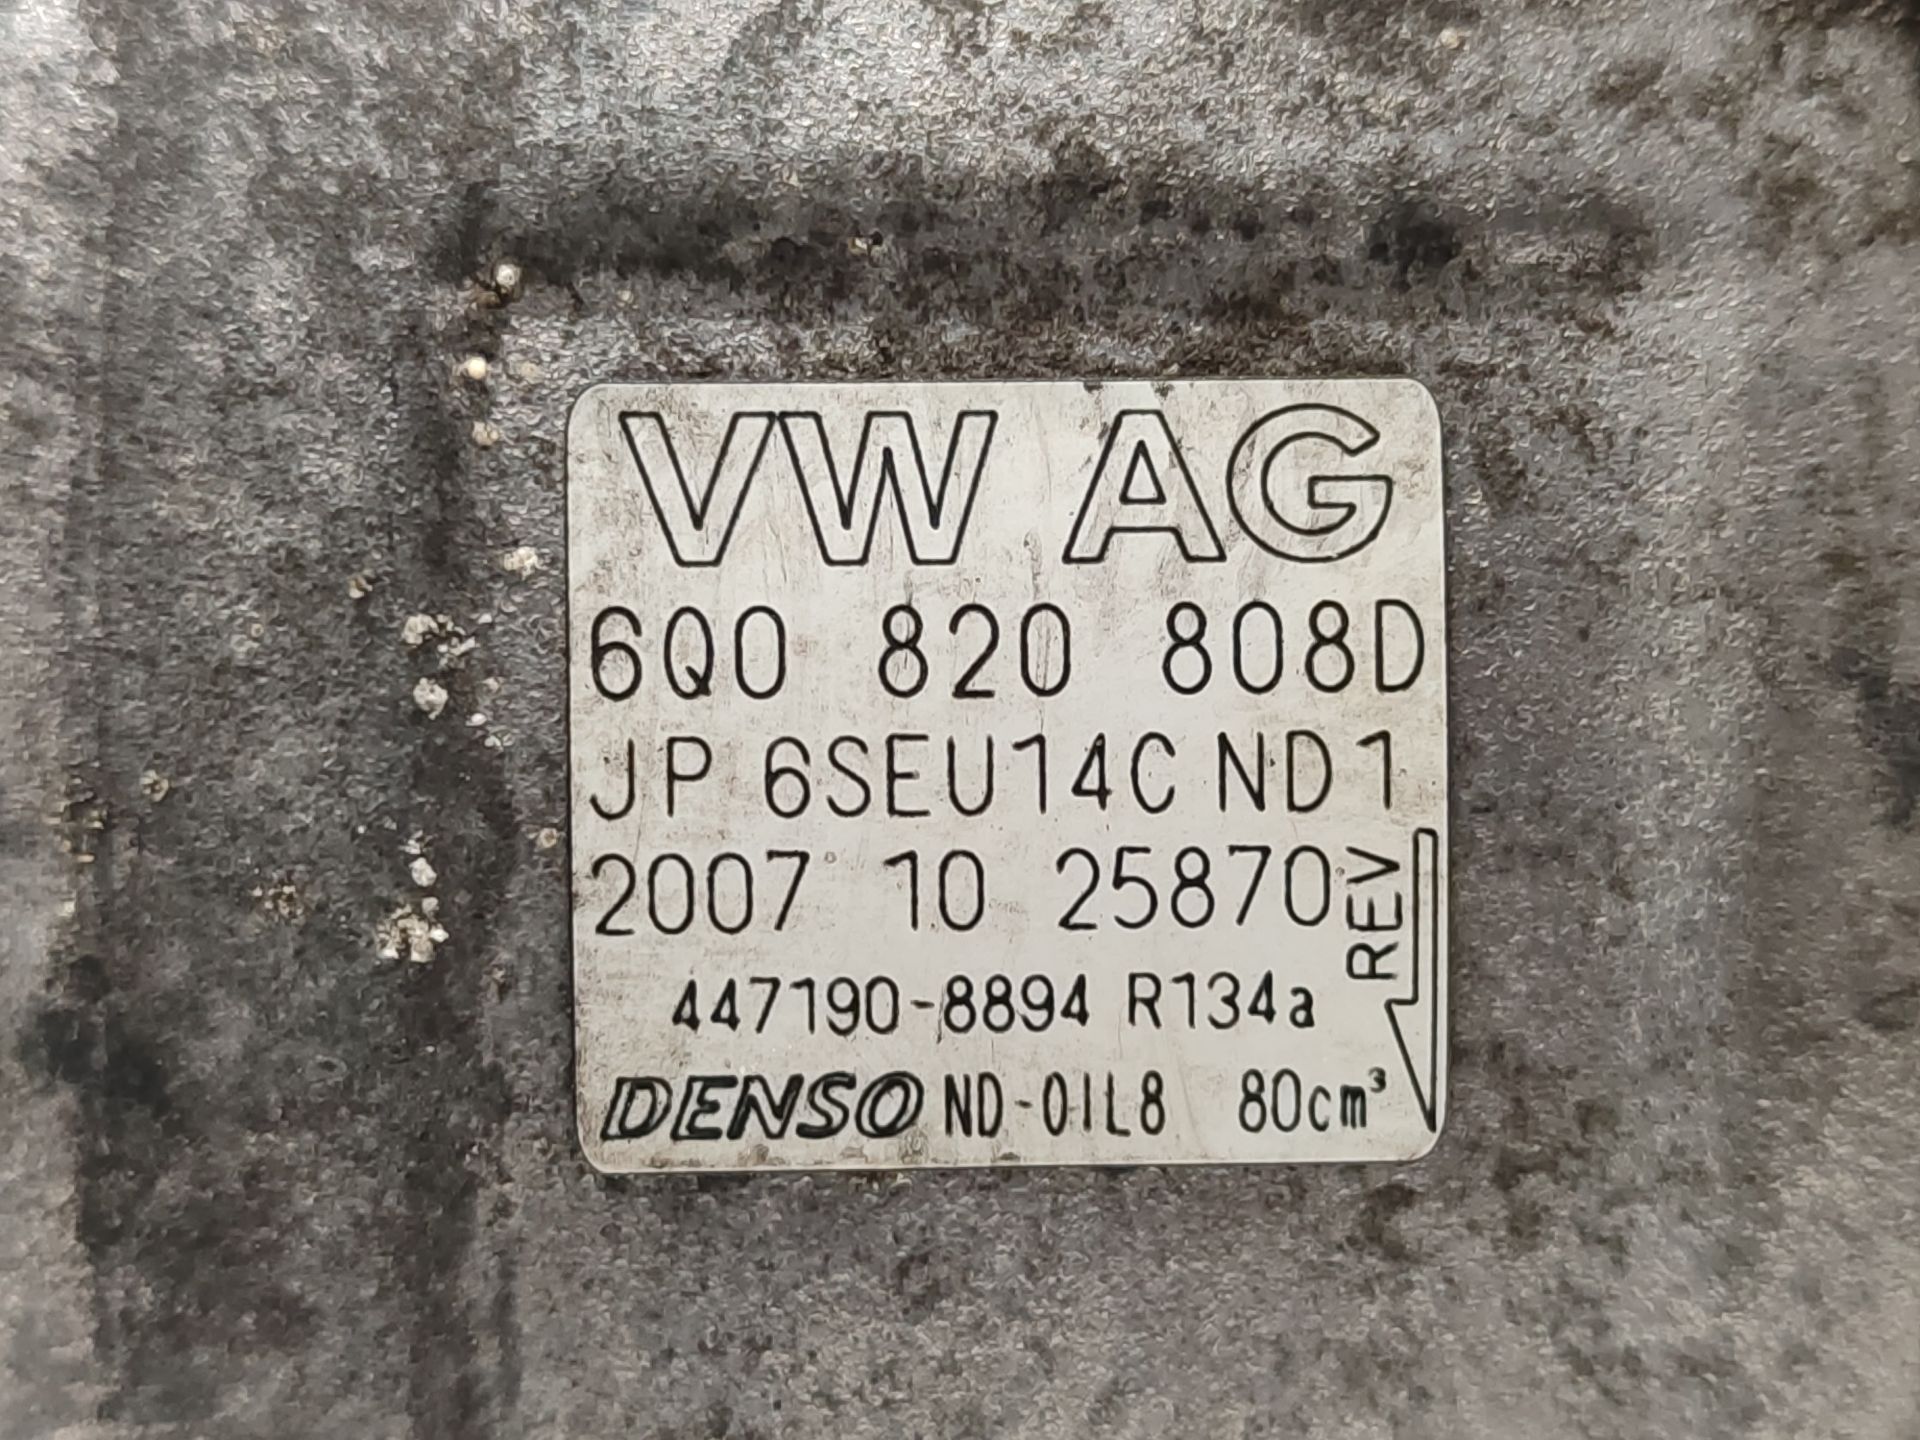 VW AG
6Q0 820 808D
JP 6SEU14C ND1
2007 10 25870
REV
447190-8894 R134a
DENSO ND-OIL8 80cm³